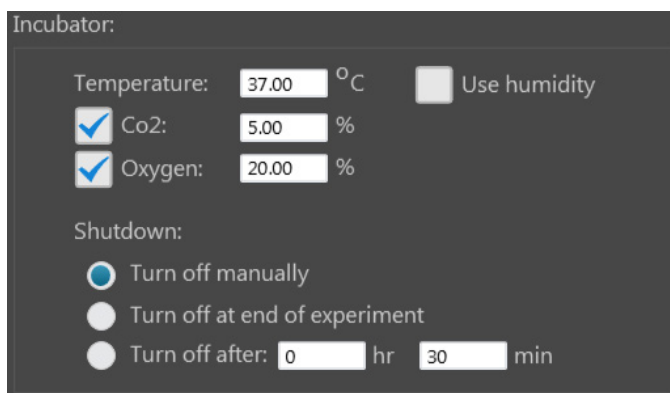 Incubator:
Temperature: 37.00 °C Use humidity
Co2: 5.00 %
Oxygen: 20.00 %
Shutdown:
Turn off manually
Turn off at end of experiment
Turn off after: 0 hr 30 min